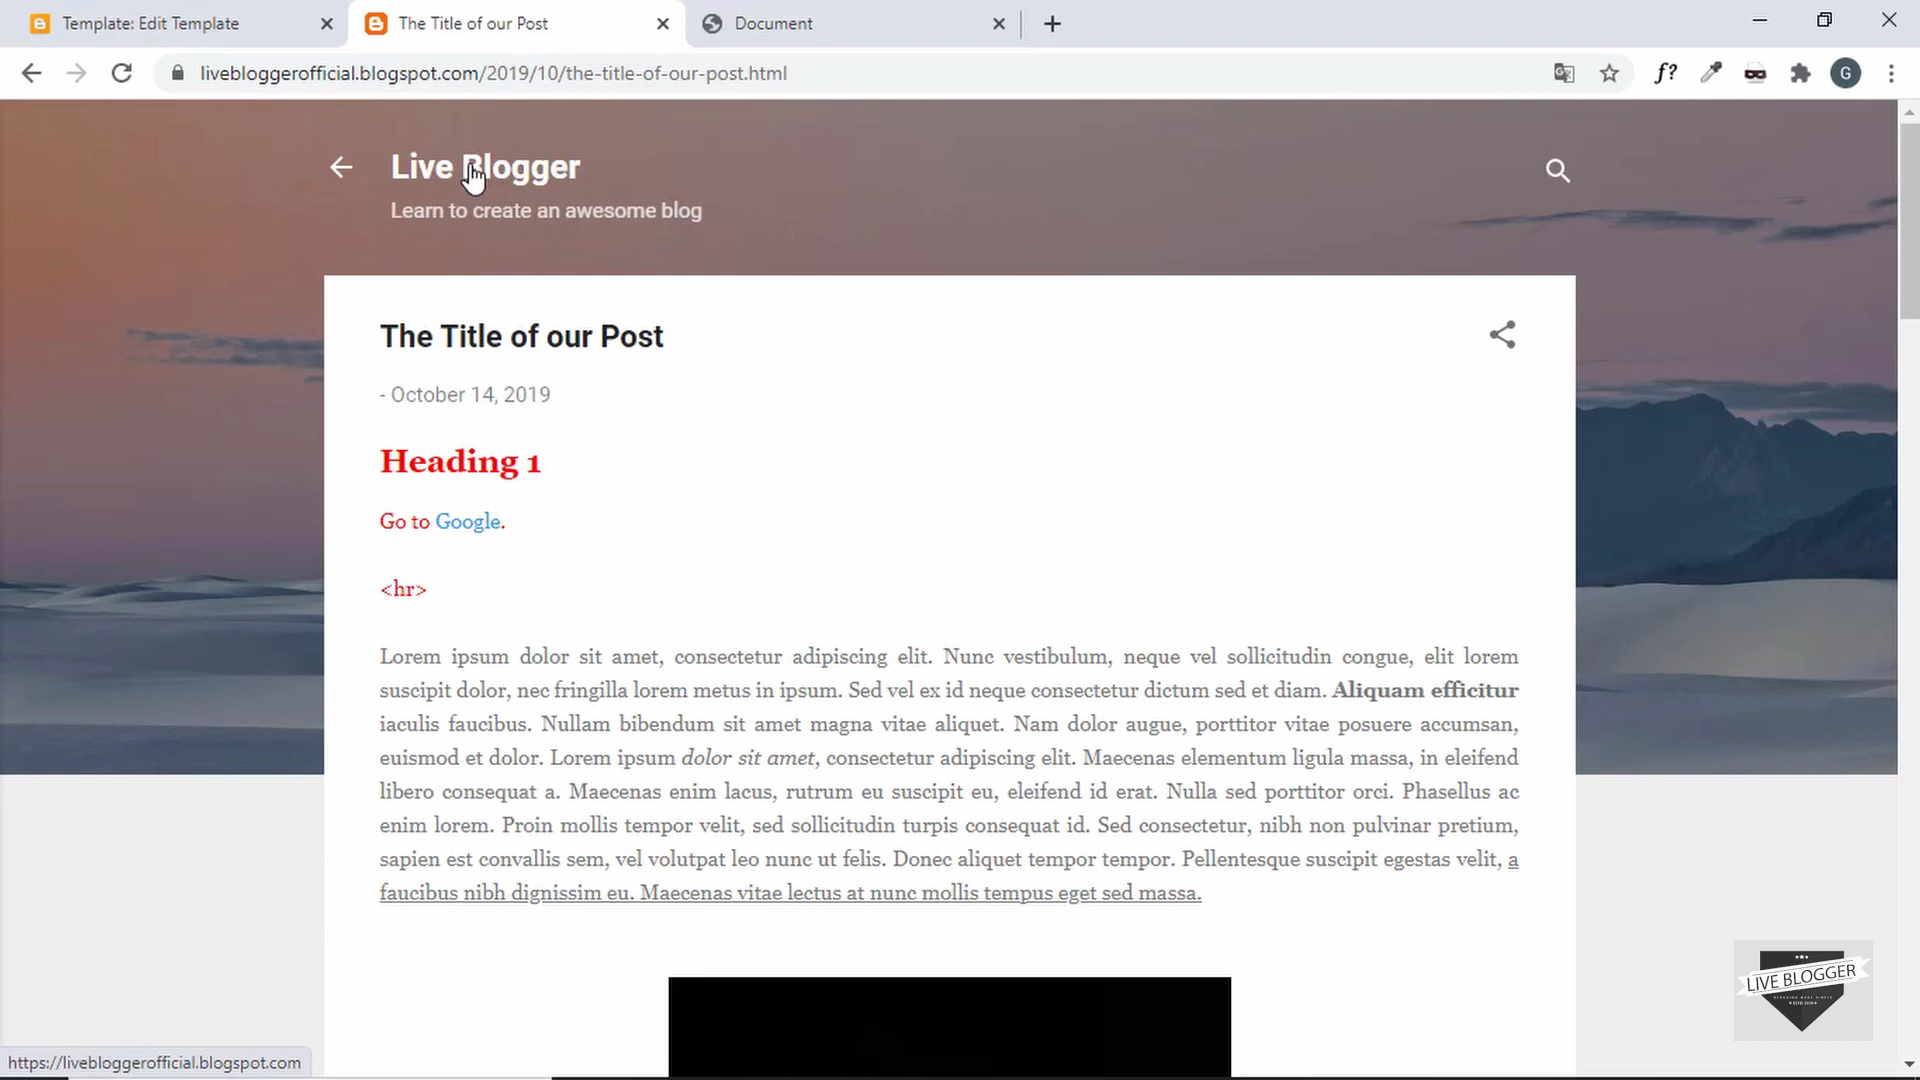 Template: Edit Template
The Title of our Post
Document
livebloggerofficial.blogspot.com/2019/10/the-title-of-our-post.html
f?
G
Live Blogger
Learn to create an awesome blog
The Title of our Post
- October 14, 2019
Heading 1
Go to Google.
<hr>
Lorem ipsum dolor sit amet, consectetur adipiscing elit. Nunc vestibulum, neque vel sollicitudin congue, elit lorem
suscipit dolor, nec fringilla lorem metus in ipsum. Sed vel ex id neque consectetur dictum sed et diam. Aliquam efficitur
iaculis faucibus. Nullam bibendum sit amet magna vitae aliquet. Nam dolor augue, porttitor vitae posuere accumsan,
euismod et dolor. Lorem ipsum dolor sit amet, consectetur adipiscing elit. Maecenas elementum ligula massa, in eleifend
libero consequat a. Maecenas enim lacus, rutrum eu suscipit eu, eleifend id erat. Nulla sed porttitor orci. Phasellus ac
enim lorem. Proin mollis tempor velit, sed sollicitudin turpis consequat id. Sed consectetur, nibh non pulvinar pretium,
sapien est convallis sem, vel volutpat leo nunc ut felis. Donec aliquet tempor tempor. Pellentesque suscipit egestas velit, a
faucibus nibh dignissim eu. Maecenas vitae lectus at nunc mollis tempus eget sed massa.
LIVE BLOGGER
https://livebloggerofficial.blogspot.com